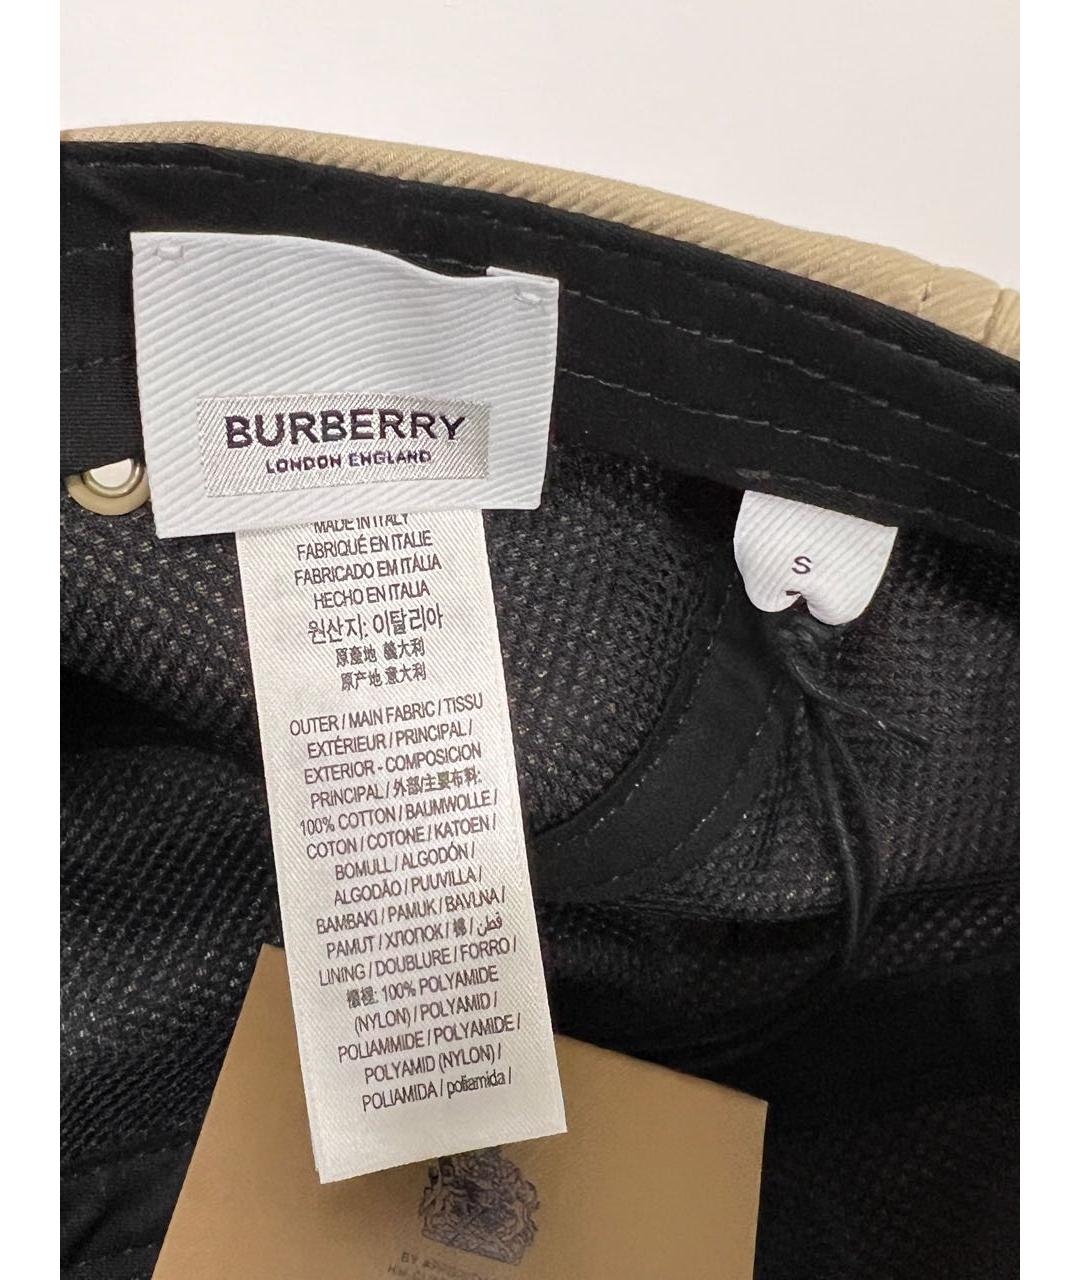 BURBERRY
LONDON ENGLAND
MADE IN ITALY
FABRIQUÉ EN ITALIE
FABRICADO EM ITÁLIA
HECHO EN ITALIA
원산지: 이탈리아
原產地 義大利
原产地 意大利
OUTER / MAIN FABRIC / TISSU
EXTÉRIEUR / PRINCIPAL /
EXTERIOR - COMPOSICION
PRINCIPAL / 外部/主要布料:
100% COTTON / BAUMWOLLE /
COTON / COTONE / KATOEN /
BOMULL / ALGODÓN /
ALGODÃO / PUUVILLA /
BAMBAKI / PAMUK / BAVLNA /
PAMUT / ХЛОПОК / 棉 / قطن /
LINING / DOUBLURE / FORRO /
100% POLYAMIDE
(NYLON) / POLYAMID /
POLIAMMIDE / POLYAMIDE /
POLYAMID (NYLON) /
POLIAMIDA / poliamida /
S
BY